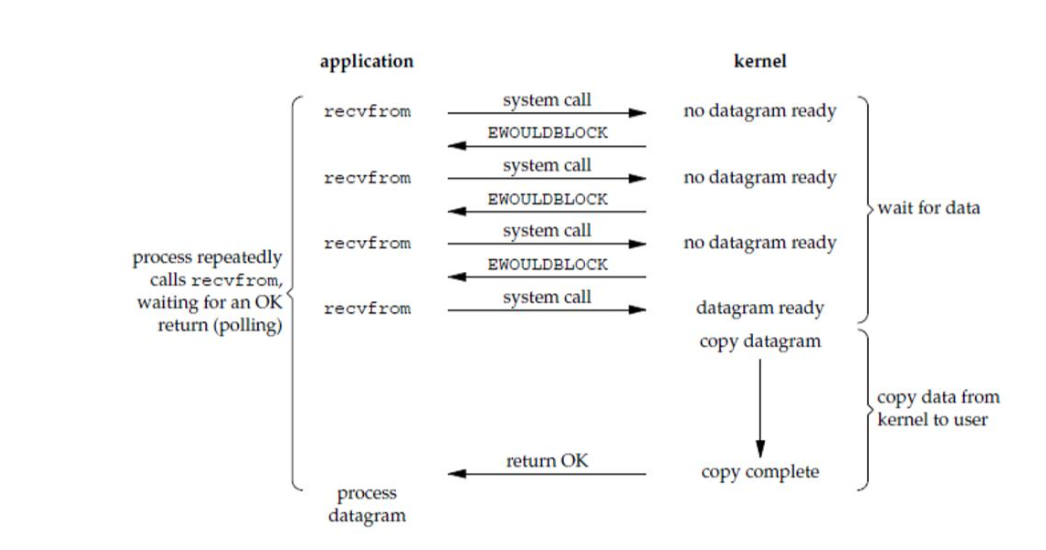 application
kernel
recvfrom
system call
no datagram ready
EWOULDBLOCK
recvfrom
system call
no datagram ready
EWOULDBLOCK
wait for data
recvfrom
system call
no datagram ready
EWOULDBLOCK
process repeatedly
calls recvfrom,
waiting for an OK
return (polling)
recvfrom
system call
datagram ready
copy datagram
copy data from
kernel to user
return OK
copy complete
process
datagram